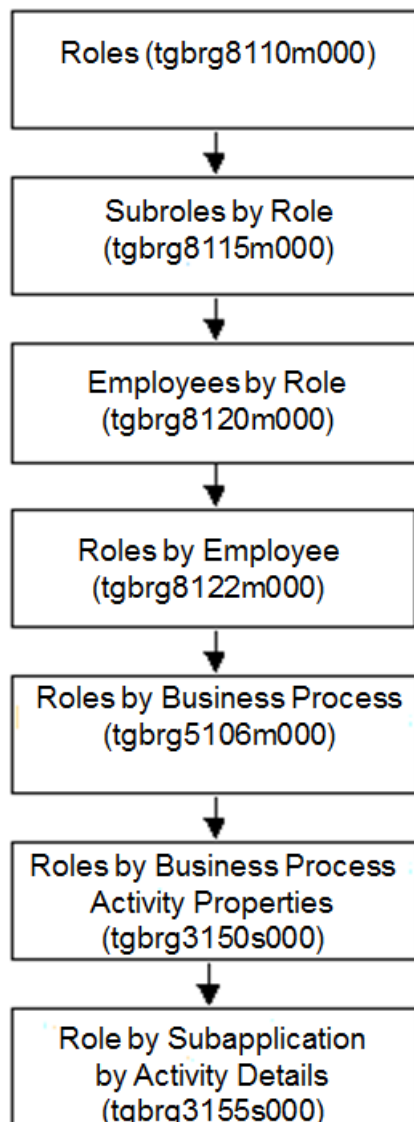 Roles (tgbrg8110m000)
Subroles by Role
(tgbrg8115m000)
Employees by Role
(tgbrg8120m000)
Roles by Employee
(tgbrg8122m000)
Roles by Business Process
(tgbrg5106m000)
Roles by Business Process
Activity Properties
(tgbrg3150s000)
Role by Subapplication
by Activity Details
(tgbrg3155s000)